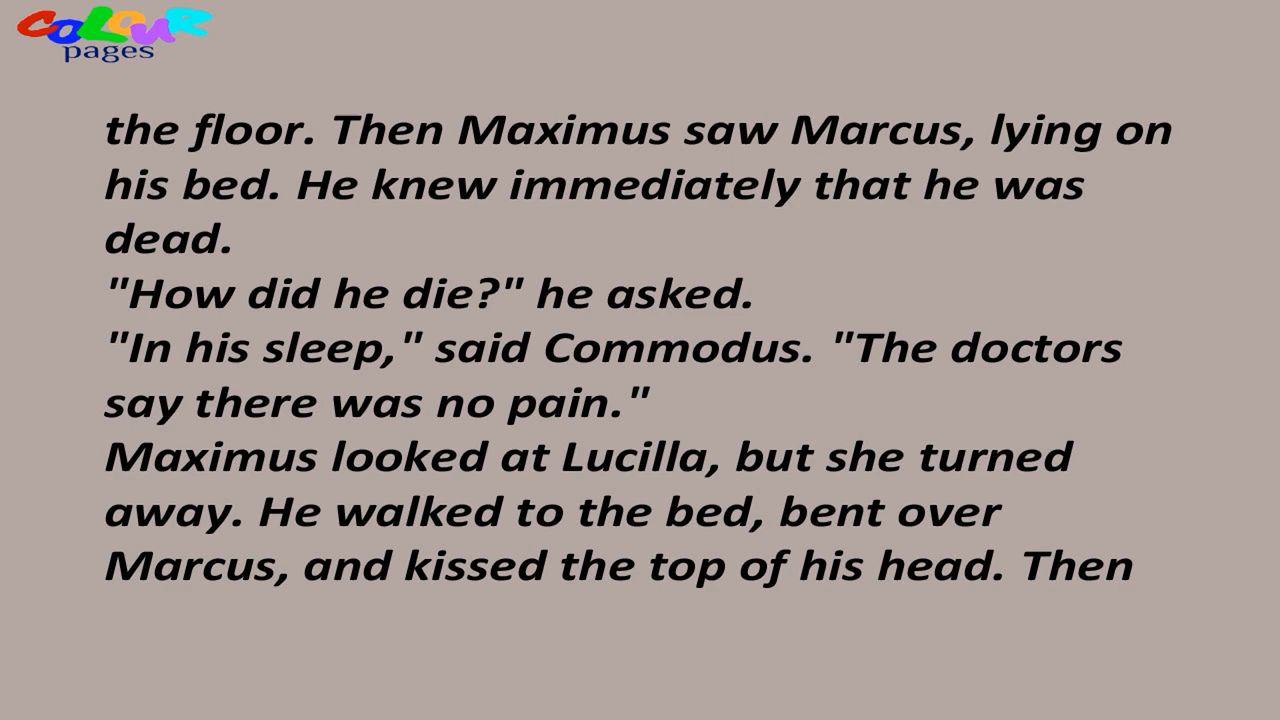 COLOUR
pages
the floor. Then Maximus saw Marcus, lying on
his bed. He knew immediately that he was
dead.
"How did he die?" he asked.
"In his sleep," said Commodus. "The doctors
say there was no pain."
Maximus looked at Lucilla, but she turned
away. He walked to the bed, bent over
Marcus, and kissed the top of his head. Then